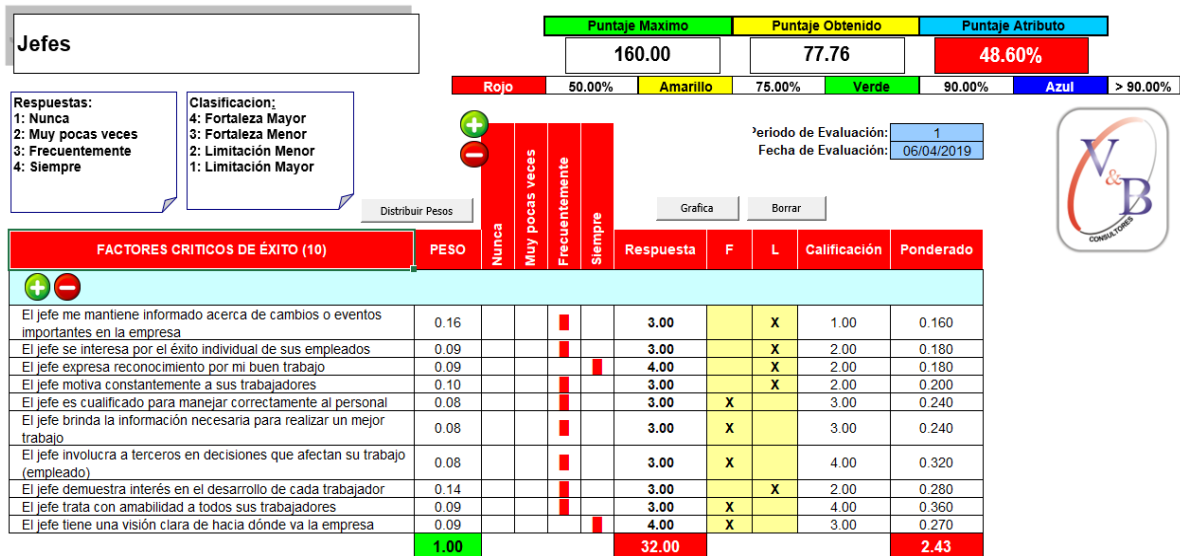 Jefes
Puntaje Maximo Puntaje Obtenido Puntaje Atributo
160.00 77.76 48.60%
Rojo 50.00% Amarillo 75.00% Verde 90.00% Azul > 90.00%
Respuestas:
1: Nunca
2: Muy pocas veces
3: Frecuentemente
4: Siempre
Clasificacion:
4: Fortaleza Mayor
3: Fortaleza Menor
2: Limitación Menor
1: Limitación Mayor
Periodo de Evaluación: 1
Fecha de Evaluación: 06/04/2019
V&B
CONSULTORES
Distribuir Pesos
Grafica
Borrar
FACTORES CRITICOS DE ÉXITO (10) PESO Nunca Muy pocas veces Frecuentemente Siempre Respuesta F L Calificación Ponderado
El jefe me mantiene informado acerca de cambios o eventos
importantes en la empresa 0.16 3.00 X 1.00 0.160
El jefe se interesa por el éxito individual de sus empleados 0.09 3.00 X 2.00 0.180
El jefe expresa reconocimiento por mi buen trabajo 0.09 4.00 X 2.00 0.180
El jefe motiva constantemente a sus trabajadores 0.10 3.00 X 2.00 0.200
El jefe es cualificado para manejar correctamente al personal 0.08 3.00 X 3.00 0.240
El jefe brinda la información necesaria para realizar un mejor
trabajo 0.08 3.00 X 3.00 0.240
El jefe involucra a terceros en decisiones que afectan su trabajo
(empleado) 0.08 3.00 X 4.00 0.320
El jefe demuestra interés en el desarrollo de cada trabajador 0.14 3.00 X 2.00 0.280
El jefe trata con amabilidad a todos sus trabajadores 0.09 3.00 X 4.00 0.360
El jefe tiene una visión clara de hacia dónde va la empresa 0.09 4.00 X 3.00 0.270
1.00 32.00 2.43